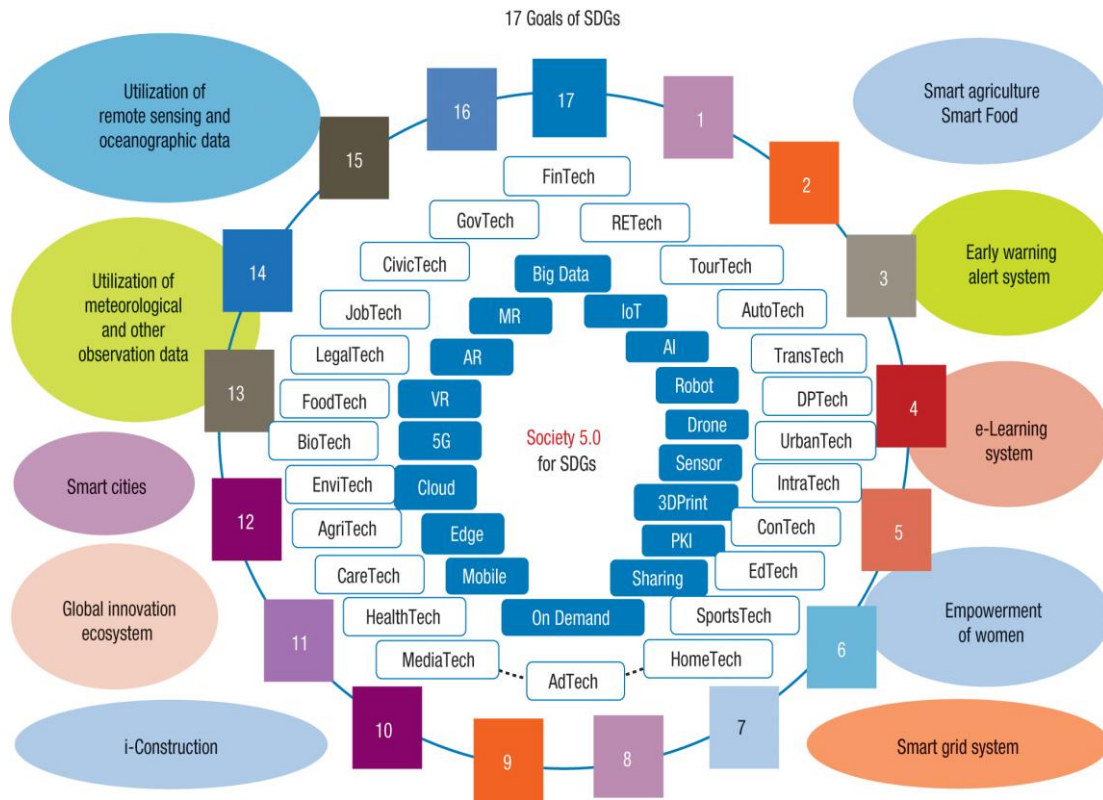 17 Goals of SDGs
Utilization of
remote sensing and
oceanographic data
Utilization of
meteorological
and other
observation data
Smart cities
Global innovation
ecosystem
i-Construction
Smart agriculture
Smart Food
Early warning
alert system
e-Learning
system
Empowerment
of women
Smart grid system
17
1
2
3
4
5
6
7
8
9
10
11
12
13
14
15
16
FinTech
RETech
TourTech
AutoTech
TransTech
DPTech
UrbanTech
IntraTech
ConTech
EdTech
SportsTech
HomeTech
AdTech
MediaTech
HealthTech
CareTech
AgriTech
EnviTech
BioTech
FoodTech
LegalTech
JobTech
CivicTech
GovTech
Big Data
IoT
AI
Robot
Drone
Sensor
3DPrint
PKI
Sharing
On Demand
Mobile
Edge
Cloud
5G
VR
AR
MR
Society 5.0
for SDGs